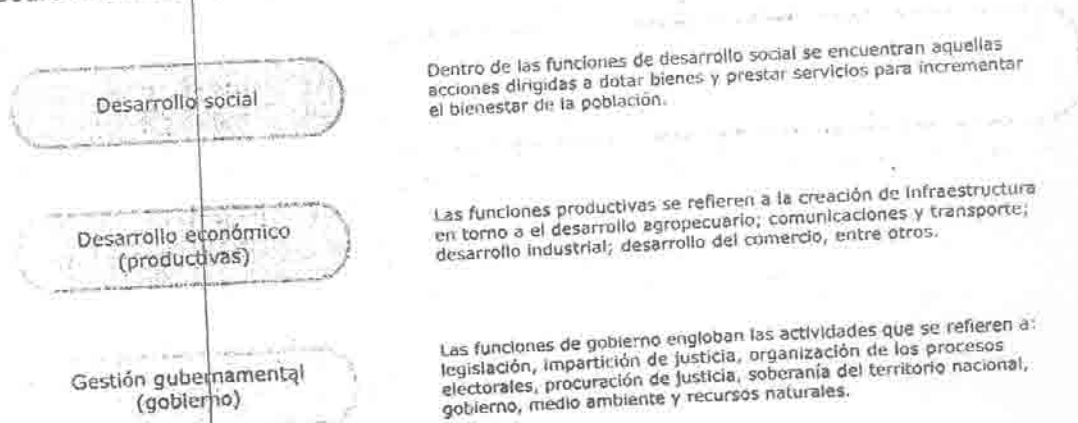 Desarrollo social
Dentro de las funciones de desarrollo social se encuentran aquellas
acciones dirigidas a dotar bienes y prestar servicios para incrementar
el bienestar de la población.
Desarrollo económico
(productivas)
Las funciones productivas se refieren a la creación de infraestructura
en torno a el desarrollo agropecuario; comunicaciones y transporte;
desarrollo industrial; desarrollo del comercio, entre otros.
Gestión gubernamental
(gobierno)
Las funciones de gobierno engloban las actividades que se refieren a:
legislación, impartición de justicia, organización de los procesos
electorales, procuración de justicia, soberanía del territorio nacional,
gobierno, medio ambiente y recursos naturales.